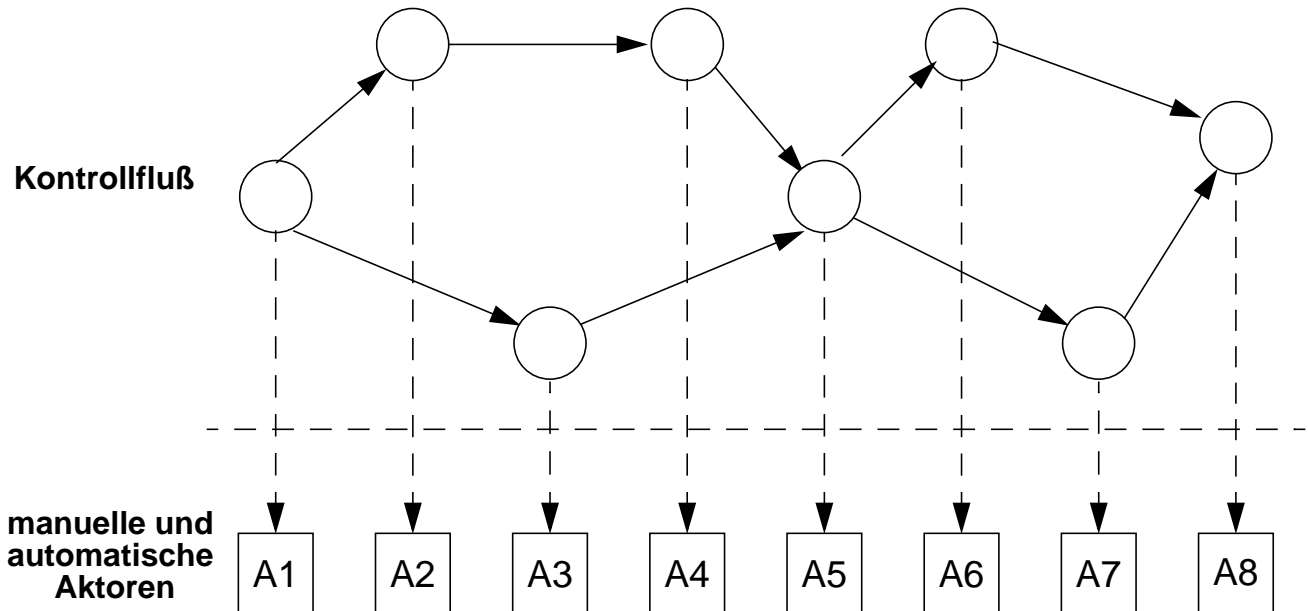 Kontrollfluß
manuelle und
automatische
Aktoren
A1 A2 A3 A4 A5 A6 A7 A8